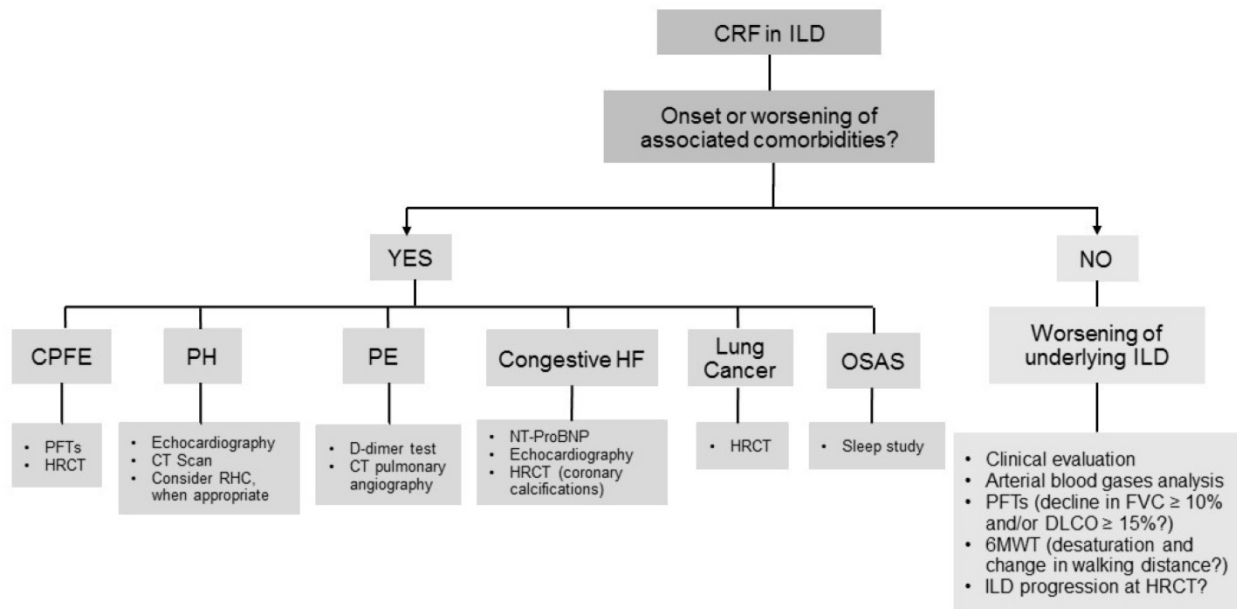 CRF in ILD
Onset or worsening of
associated comorbidities?
YES
NO
CPFE
PH
PE
Congestive HF
Lung
Cancer
OSAS
Worsening of
underlying ILD
• PFTs
• HRCT
• Echocardiography
• CT Scan
• Consider RHC,
when appropriate
• D-dimer test
• CT pulmonary
angiography
• NT-ProBNP
• Echocardiography
• HRCT (coronary
calcifications)
• HRCT
• Sleep study
• Clinical evaluation
• Arterial blood gases analysis
• PFTs (decline in FVC ≥ 10%
and/or DLCO ≥ 15%?)
• 6MWT (desaturation and
change in walking distance?)
• ILD progression at HRCT?